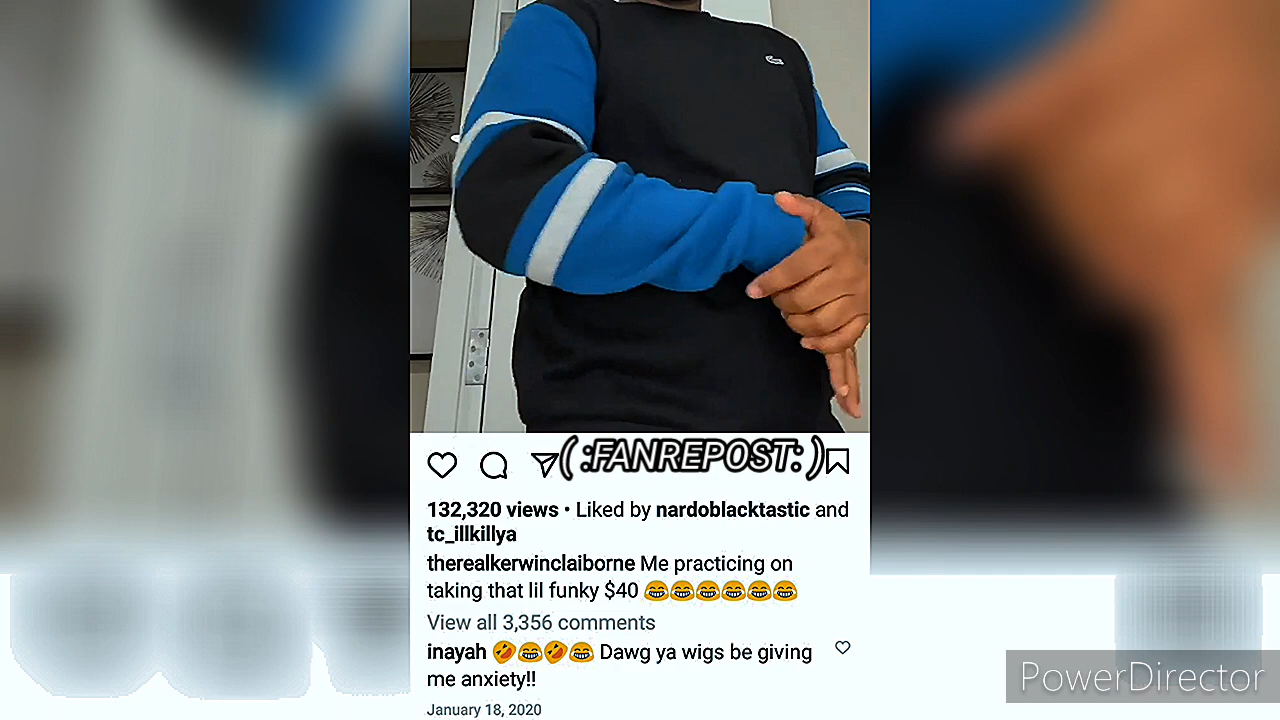 ( :FANREPOST: )
132,320 views • Liked by nardoblacktastic and
tc_illkillya
therealkerwinclaiborne Me practicing on
taking that lil funky $40 😂😂😂😂😂😂
View all 3,356 comments
inayah 🤣😂🤣😂 Dawg ya wigs be giving
me anxiety!!
January 18, 2020
PowerDirector